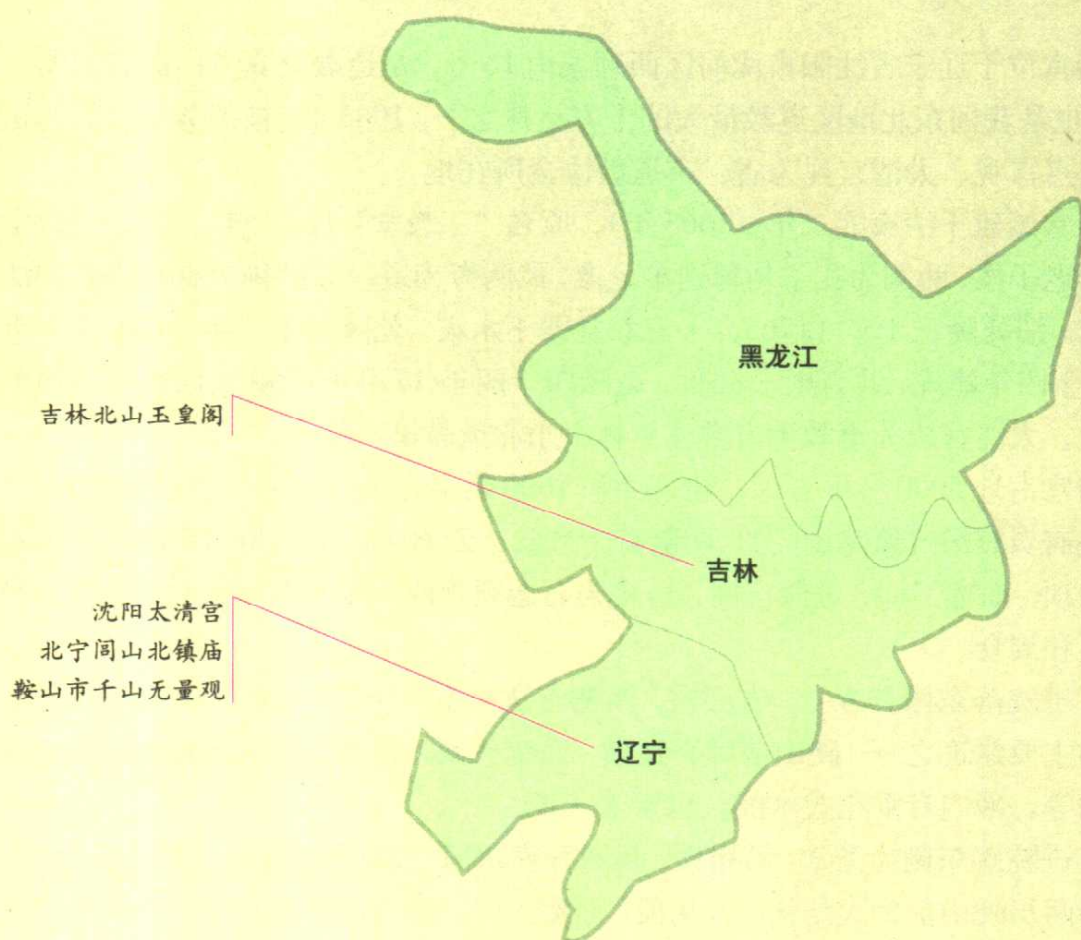 黑龙江
吉林北山玉皇阁
吉林
沈阳太清宫
北宁闾山北镇庙
鞍山市千山无量观
辽宁